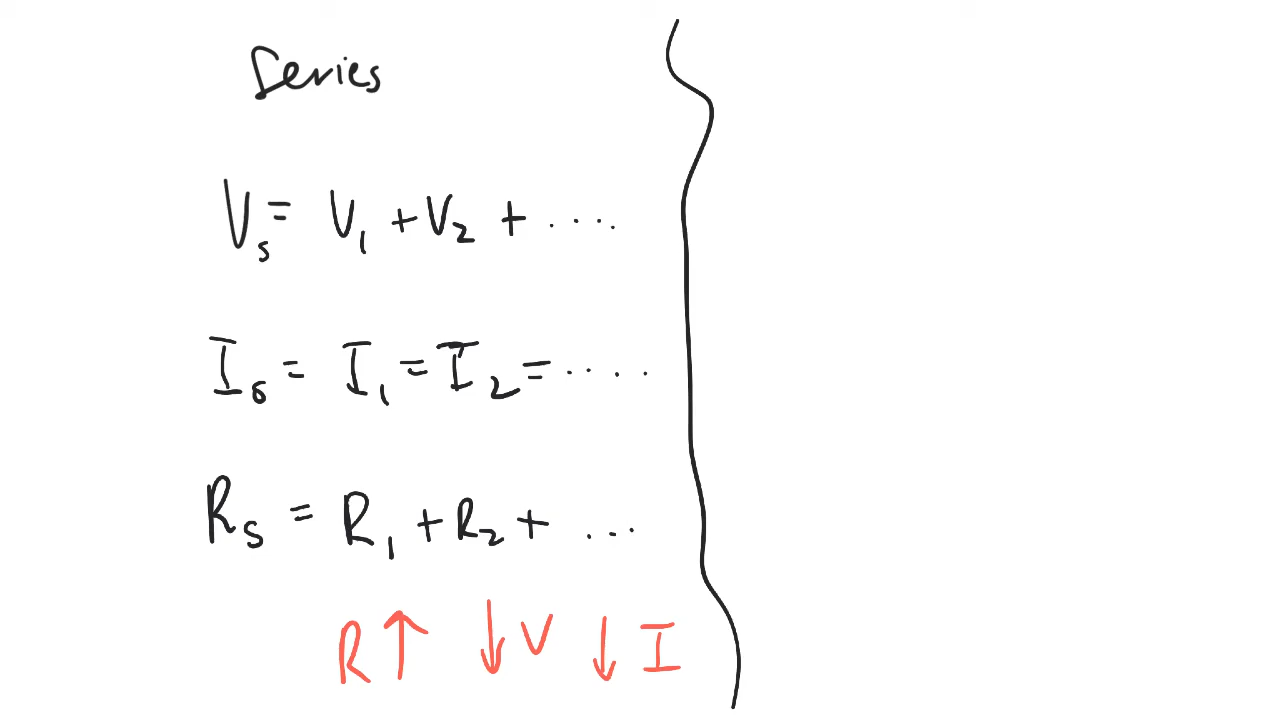 Series
Vs = V1 + V2 + ....
Is = I1 = I2 = ....
Rs = R1 + R2 + ...
R↑ ↓V ↓I